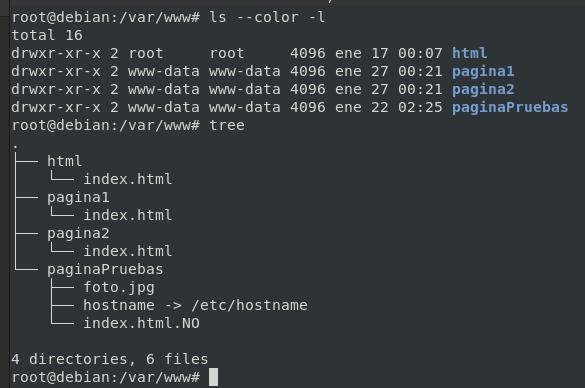 root@debian:/var/www# ls --color -l
total 16
drwxr-xr-x 2 root     root     4096 ene 17 00:07 html
drwxr-xr-x 2 www-data www-data 4096 ene 27 00:21 pagina1
drwxr-xr-x 2 www-data www-data 4096 ene 27 00:21 pagina2
drwxr-xr-x 2 www-data www-data 4096 ene 22 02:25 paginaPruebas
root@debian:/var/www# tree
.
├── html
│   └── index.html
├── pagina1
│   └── index.html
├── pagina2
│   └── index.html
└── paginaPruebas
    ├── foto.jpg
    ├── hostname -> /etc/hostname
    └── index.html.NO

4 directories, 6 files
root@debian:/var/www#